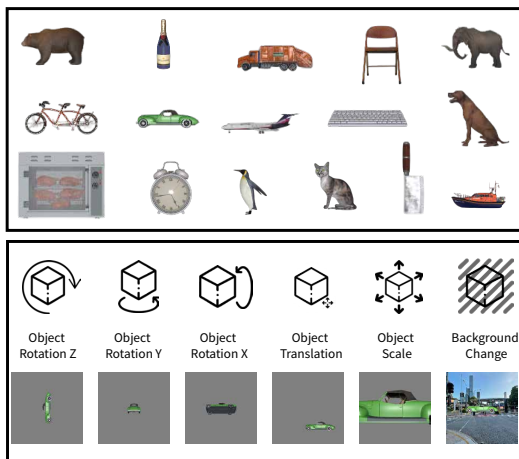 Object
Rotation Z
Object
Rotation Y
Object
Rotation X
Object
Translation
Object
Scale
Background
Change